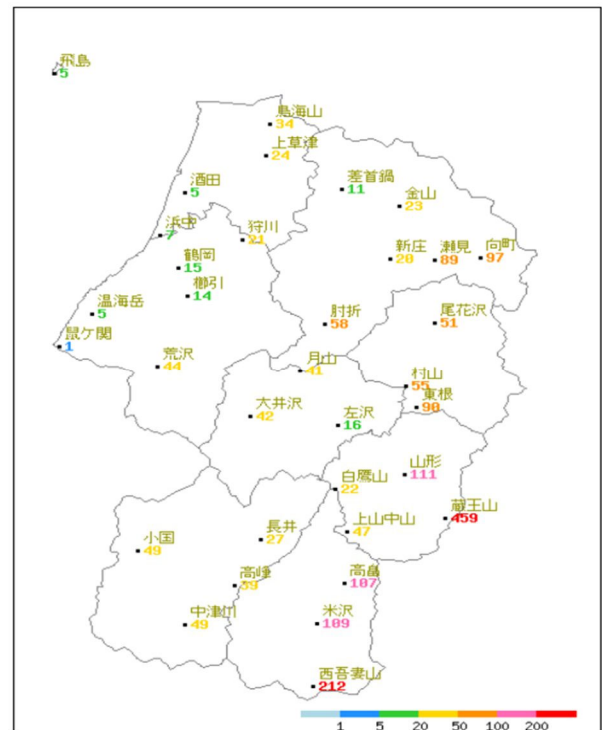 飛島
5
鳥海山
34
上草津
24
酒田
5
差首鍋
11
金山
23
浜中
7
狩川
21
鶴岡
15
新庄
20
瀬見
89
向町
97
櫛引
14
温海岳
5
肘折
58
尾花沢
51
鼠ケ関
1
荒沢
44
月山
41
村山
55
東根
90
大井沢
42
左沢
16
山形
111
白鷹山
22
蔵王山
459
上山中山
47
長井
27
小国
49
高峰
39
高畠
107
中津川
49
米沢
109
西吾妻山
212
1 5 20 50 100 200